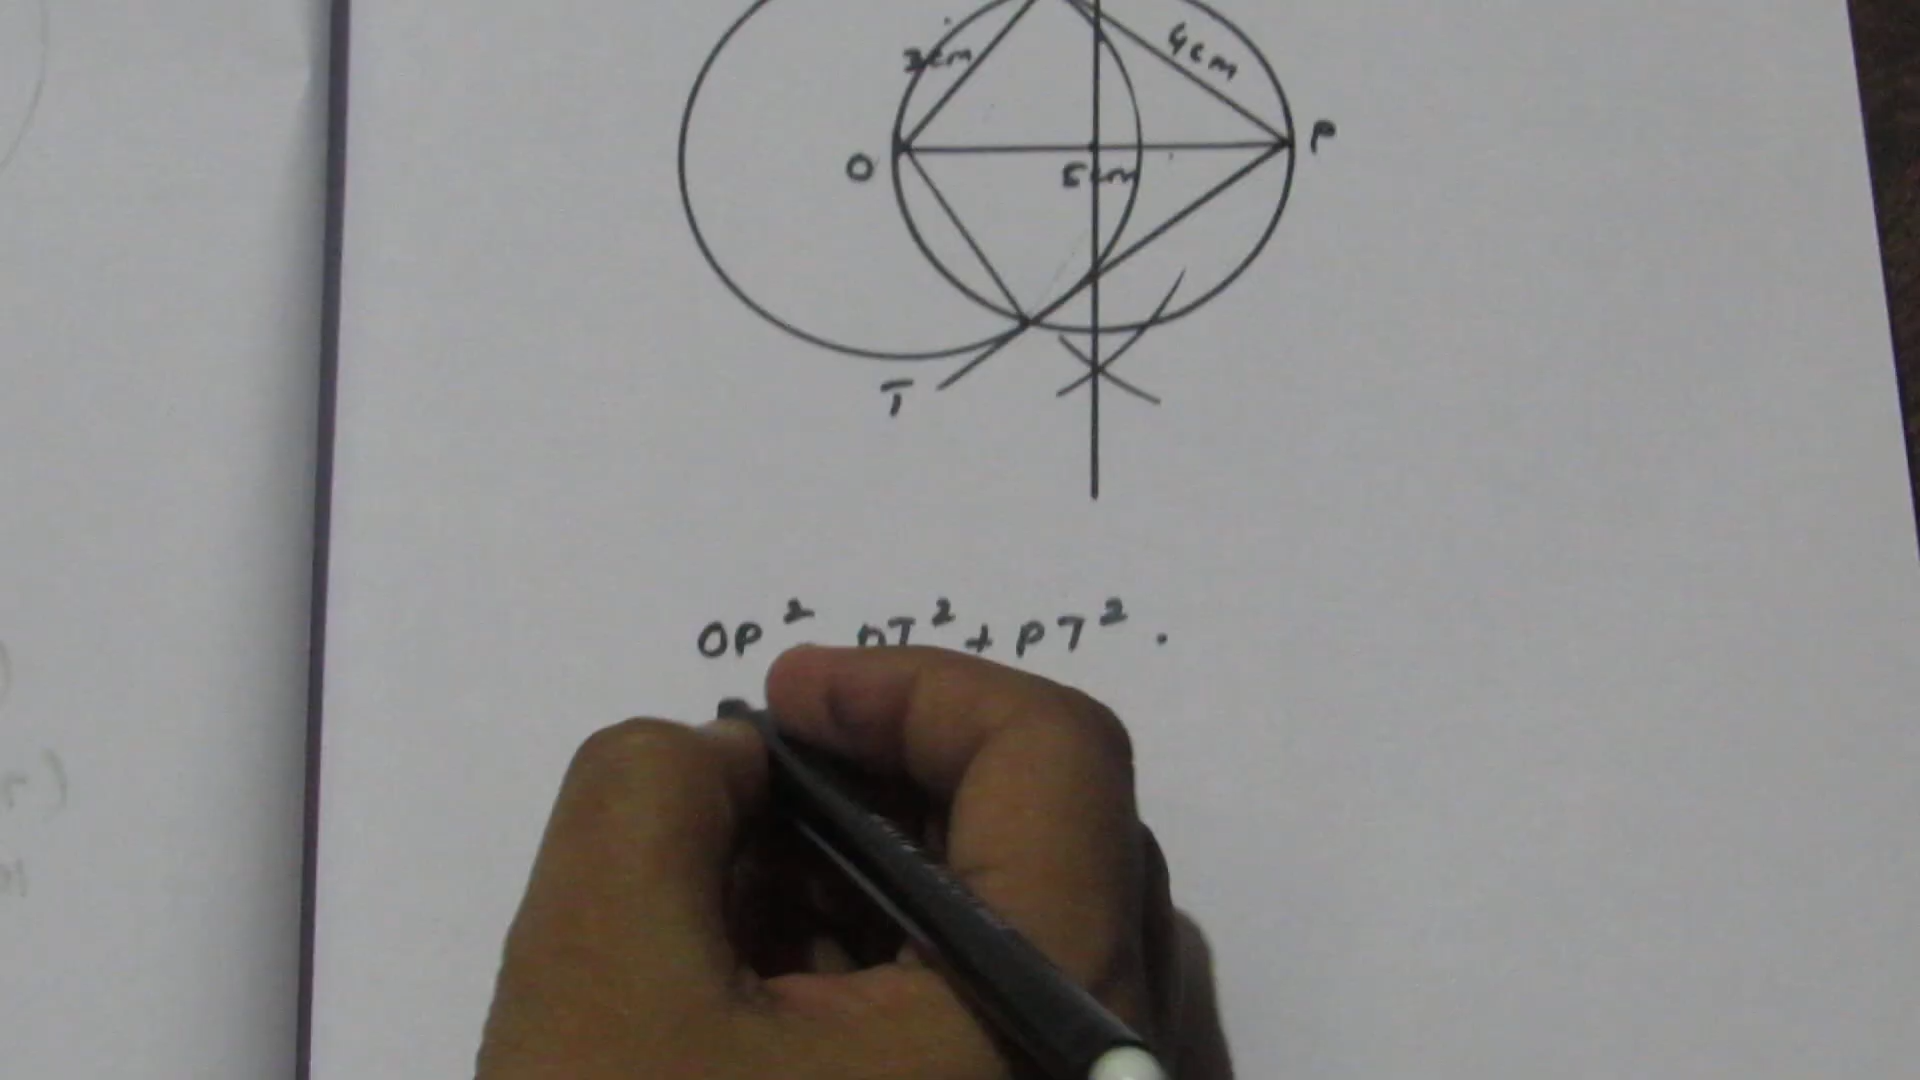 3cm
4cm
O
P
5cm
T
OP² OT² + PT².